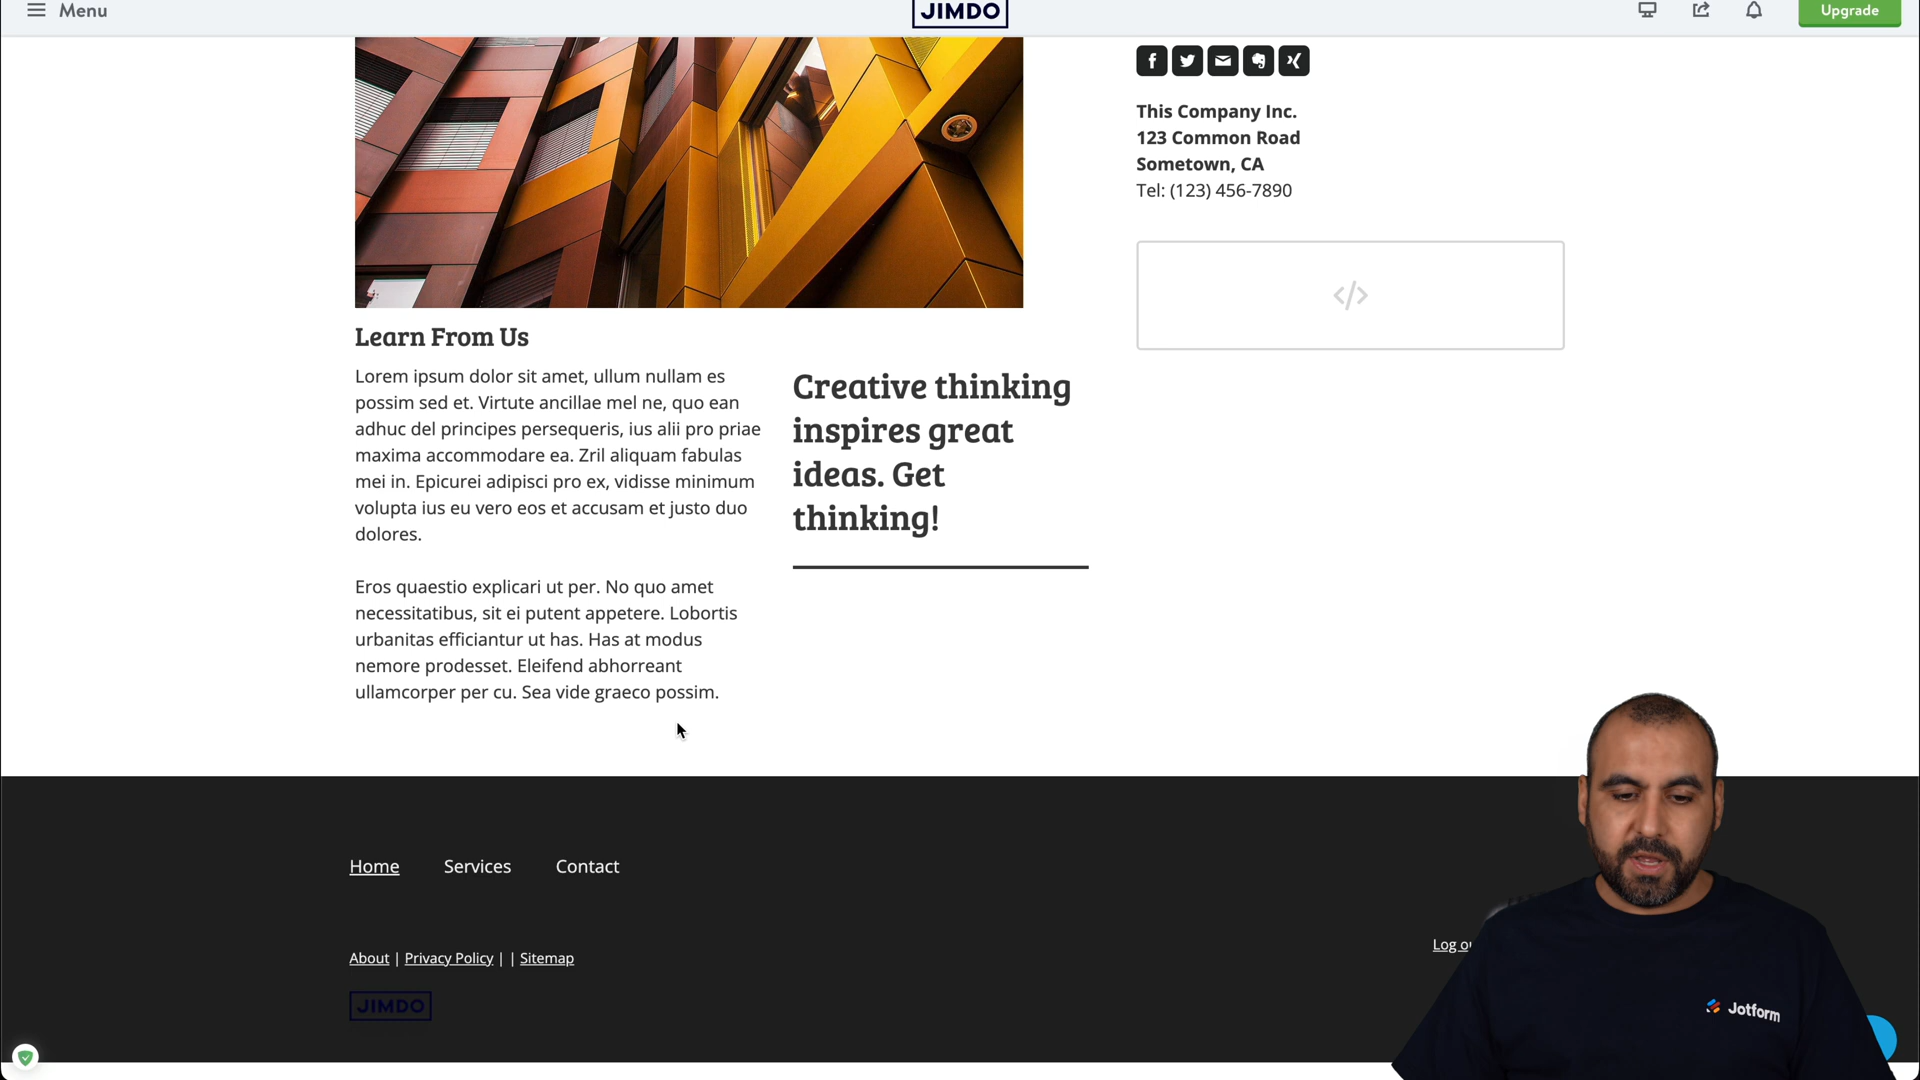 Menu
JIMDO
Upgrade
This Company Inc.
123 Common Road
Sometown, CA
Tel: (123) 456-7890
</>
Learn From Us
Lorem ipsum dolor sit amet, ullum nullam es
possim sed et. Virtute ancillae mel ne, quo ean
adhuc del principes persequeris, ius alii pro priae
maxima accommodare ea. Zril aliquam fabulas
mei in. Epicurei adipisci pro ex, vidisse minimum
volupta ius eu vero eos et accusam et justo duo
dolores.
Eros quaestio explicari ut per. No quo amet
necessitatibus, sit ei putent appetere. Lobortis
urbanitas efficiantur ut has. Has at modus
nemore prodesset. Eleifend abhorreant
ullamcorper per cu. Sea vide graeco possim.
Creative thinking
inspires great
ideas. Get
thinking!
Home Services Contact
Log
About | Privacy Policy | | Sitemap
JIMDO
Jotform